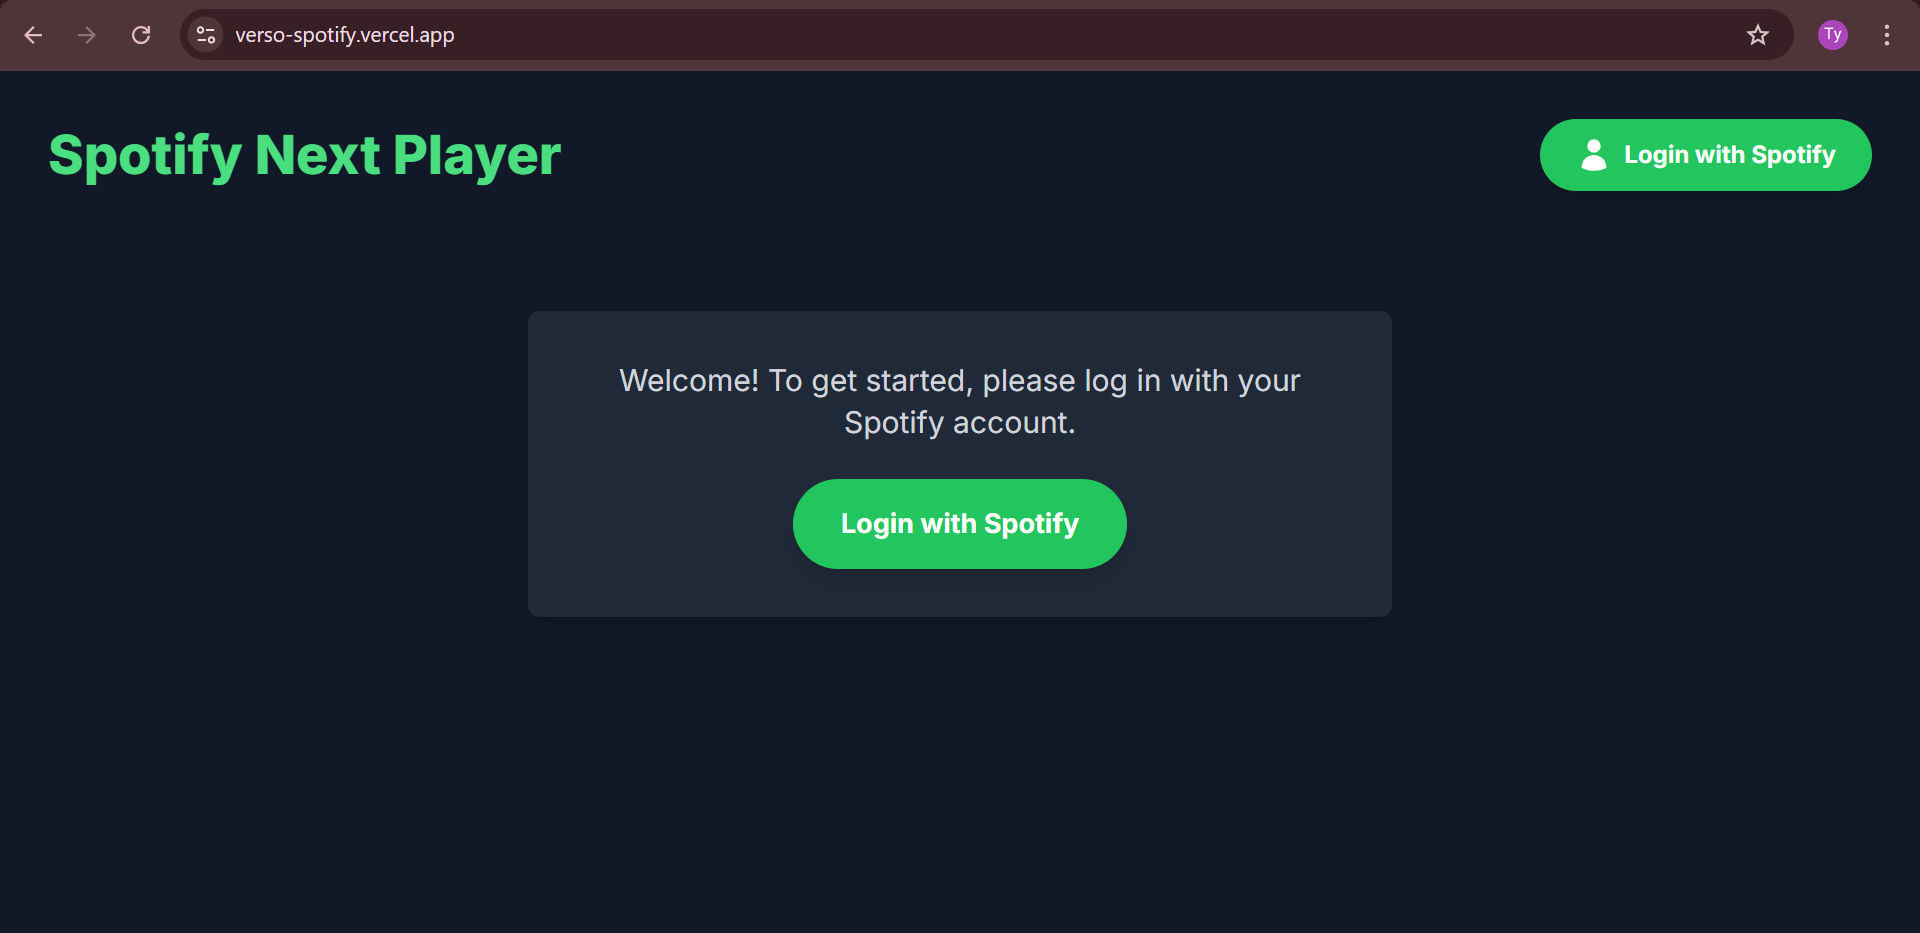 verso-spotify.vercel.app
Ty
Spotify Next Player
Login with Spotify
Welcome! To get started, please log in with your
Spotify account.
Login with Spotify